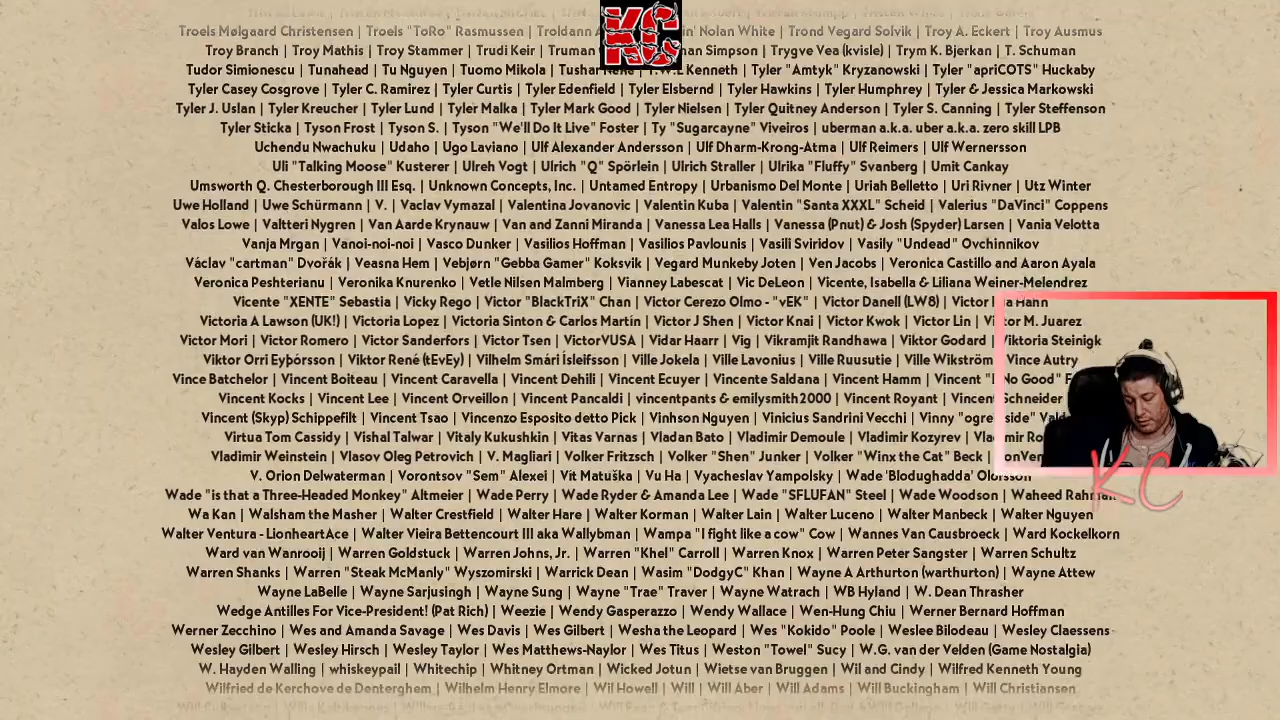 KC
Troels Mølgaard Christensen | Troels "ToRo" Rasmussen | Troldann Nolan White | Trond Vegard Solvik | Troy A. Eckert | Troy Ausmus
Troy Branch | Troy Mathis | Troy Stammer | Trudi Keir | Truman Simpson | Trygve Vea (kvisle) | Trym K. Bjerkan | T. Schuman
Tudor Simionescu | Tunahead | Tu Nguyen | Tuomo Mikola | Tushar Kenneth | Tyler "Amtyk" Kryzanowski | Tyler "apriCOTS" Huckaby
Tyler Casey Cosgrove | Tyler C. Ramirez | Tyler Curtis | Tyler Edenfield | Tyler Elsbernd | Tyler Hawkins | Tyler Humphrey | Tyler & Jessica Markowski
Tyler J. Uslan | Tyler Kreucher | Tyler Lund | Tyler Malka | Tyler Mark Good | Tyler Nielsen | Tyler Quitney Anderson | Tyler S. Canning | Tyler Steffenson
Tyler Sticka | Tyson Frost | Tyson S. | Tyson "We'll Do It Live" Foster | Ty "Sugarcayne" Viveiros | uberman a.k.a. uber a.k.a. zero skill LPB
Uchendu Nwachuku | Udaho | Ugo Laviano | Ulf Alexander Andersson | Ulf Dharm-Krong-Atma | Ulf Reimers | Ulf Wernersson
Uli "Talking Moose" Kusterer | Ulreh Vogt | Ulrich "Q" Spörlein | Ulrich Straller | Ulrika "Fluffy" Svanberg | Umit Cankay
Umsworth Q. Chesterborough III Esq. | Unknown Concepts, Inc. | Untamed Entropy | Urbanismo Del Monte | Uriah Belletto | Uri Rivner | Utz Winter
Uwe Holland | Uwe Schürmann | V. | Vaclav Vymazal | Valentina Jovanovic | Valentin Kuba | Valentin "Santa XXXL" Scheid | Valerius "DaVinci" Coppens
Valos Lowe | Valtteri Nygren | Van Aarde Krynauw | Van and Zanni Miranda | Vanessa Lea Halls | Vanessa (Pnut) & Josh (Spyder) Larsen | Vania Velotta
Vanja Mrgan | Vanoi-noi-noi | Vasco Dunker | Vasilios Hoffman | Vasilios Pavlounis | Vasili Sviridov | Vasily "Undead" Ovchinnikov
Václav "cartman" Dvořák | Veasna Hem | Vebjørn "Gebba Gamer" Koksvik | Vegard Munkeby Joten | Ven Jacobs | Veronica Castillo and Aaron Ayala
Veronica Peshterianu | Veronika Knurenko | Vetle Nilsen Malmberg | Vianney Labescat | Vic DeLeon | Vicente, Isabella & Liliana Weiner-Melendrez
Vicente "XENTE" Sebastia | Vicky Rego | Victor "BlackTriX" Chan | Victor Cerezo Olmo - "vEK" | Victor Danell (LW8) | Victor Hann
Victoria A Lawson (UK!) | Victoria Lopez | Victoria Sinton & Carlos Martín | Victor J Shen | Victor Knai | Victor Kwok | Victor Lin | Victor M. Juarez
Victor Mori | Victor Romero | Victor Sanderfors | Victor Tsen | VictorVUSA | Vidar Haarr | Vig | Vikramjit Randhawa | Viktor Godard | Viktoria Steinigk
Viktor Orri Eyþórsson | Viktor René (tEvEy) | Vilhelm Smári Ísleifsson | Ville Jokela | Ville Lavonius | Ville Ruusutie | Ville Wikström | Vince Autry
Vince Batchelor | Vincent Boiteau | Vincent Caravella | Vincent Dehili | Vincent Ecuyer | Vincente Saldana | Vincent Hamm | Vincent No Good"
Vincent Kocks | Vincent Lee | Vincent Orveillon | Vincent Pancaldi | vincentpants & emilysmith2000 | Vincent Royant | Vincent Schneider
Vincent (Skyp) Schippefilt | Vincent Tsao | Vincenzo Esposito detto Pick | Vinhson Nguyen | Vinicius Sandrini Vecchi | Vinny
Virtua Tom Cassidy | Vishal Talwar | Vitaly Kukushkin | Vitas Varnas | Vladan Bato | Vladimir Demoule | Vladimir Kozyrev | Vladimir
Vladimir Weinstein | Vlasov Oleg Petrovich | V. Magliari | Volker Fritzsch | Volker "Shen" Junker | Volker "Winx the Cat" Beck |
V. Orion Delwaterman | Vorontsov "Sem" Alexei | Vít Matuška | Vu Ha | Vyacheslav Yampolsky | Wade 'Blodughadda' Olofsson
KC
Wade "is that a Three-Headed Monkey" Altmeier | Wade Perry | Wade Ryder & Amanda Lee | Wade "SFLUFAN" Steel | Wade Woodson | Waheed Rahman
Wa Kan | Walsham the Masher | Walter Crestfield | Walter Hare | Walter Korman | Walter Lain | Walter Luceno | Walter Manbeck | Walter Nguyen
Walter Ventura - LionheartAce | Walter Vieira Bettencourt III aka Wallyman | Wampa "I fight like a cow" Cow | Wannes Van Causbroeck | Ward Kockelkorn
Ward van Wanrooij | Warren Goldstuck | Warren Johns, Jr. | Warren "Khel" Carroll | Warren Knox | Warren Peter Sangster | Warren Schultz
Warren Shanks | Warren "Steak McManly" Wyszomirski | Warrick Dean | Wasim "DodgyC" Khan | Wayne A Arthurton (warthurton) | Wayne Attew
Wayne LaBelle | Wayne Sarjusingh | Wayne Sung | Wayne "Trae" Traver | Wayne Watrach | WB Hyland | W. Dean Thrasher
Wedge Antilles For Vice-President! (Pat Rich) | Weezie | Wendy Gasperazzo | Wendy Wallace | Wen-Hung Chiu | Werner Bernard Hoffman
Werner Zecchino | Wes and Amanda Savage | Wes Davis | Wes Gilbert | Wesha the Leopard | Wes "Kokido" Poole | Weslee Bilodeau | Wesley Claessens
Wesley Gilbert | Wesley Hirsch | Wesley Taylor | Wes Matthews-Naylor | Wes Titus | Weston "Towel" Sucy | W.G. van der Velden (Game Nostalgia)
W. Hayden Walling | whiskeypail | Whitechip | Whitney Ortman | Wicked Jotun | Wietse van Bruggen | Wil and Cindy | Wilfred Kenneth Young
Wilfried de Kerchove de Denterghem | Wilhelm Henry Elmore | Wil Howell | Will | Will Aber | Will Adams | Will Buckingham | Will Christiansen